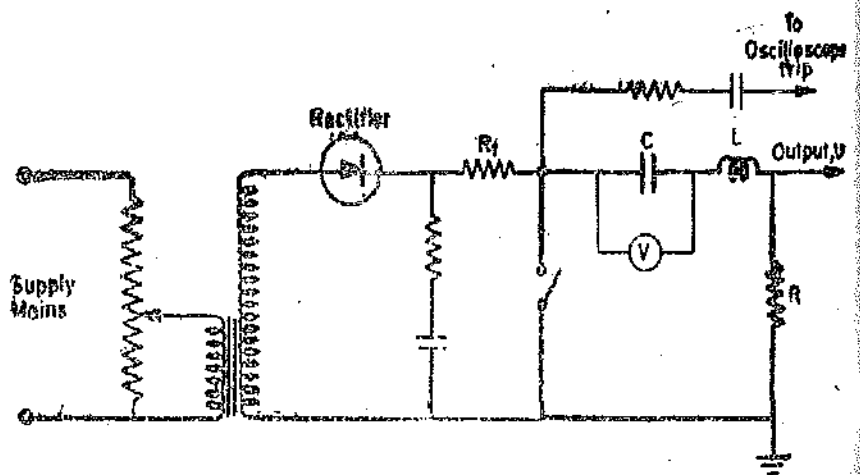 To
Oscilloscope
trip
Rectifier
R1
C
L
Output, U
V
Supply
Mains
R